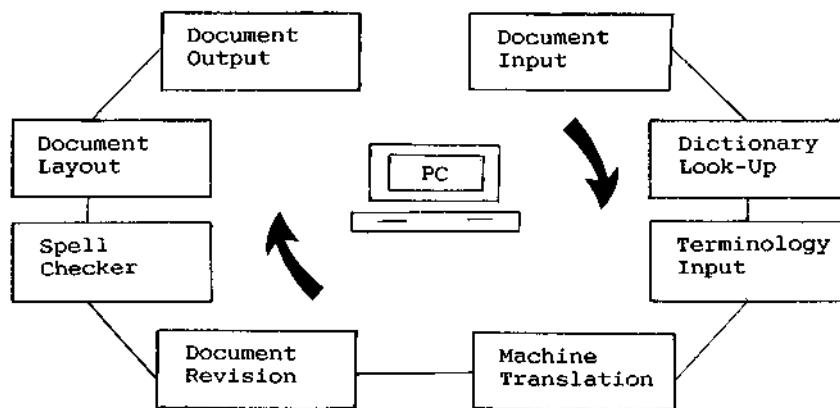 Document
Output
Document
Input
Document
Layout
PC
Dictionary
Look-Up
Spell
Checker
Terminology
Input
Document
Revision
Machine
Translation